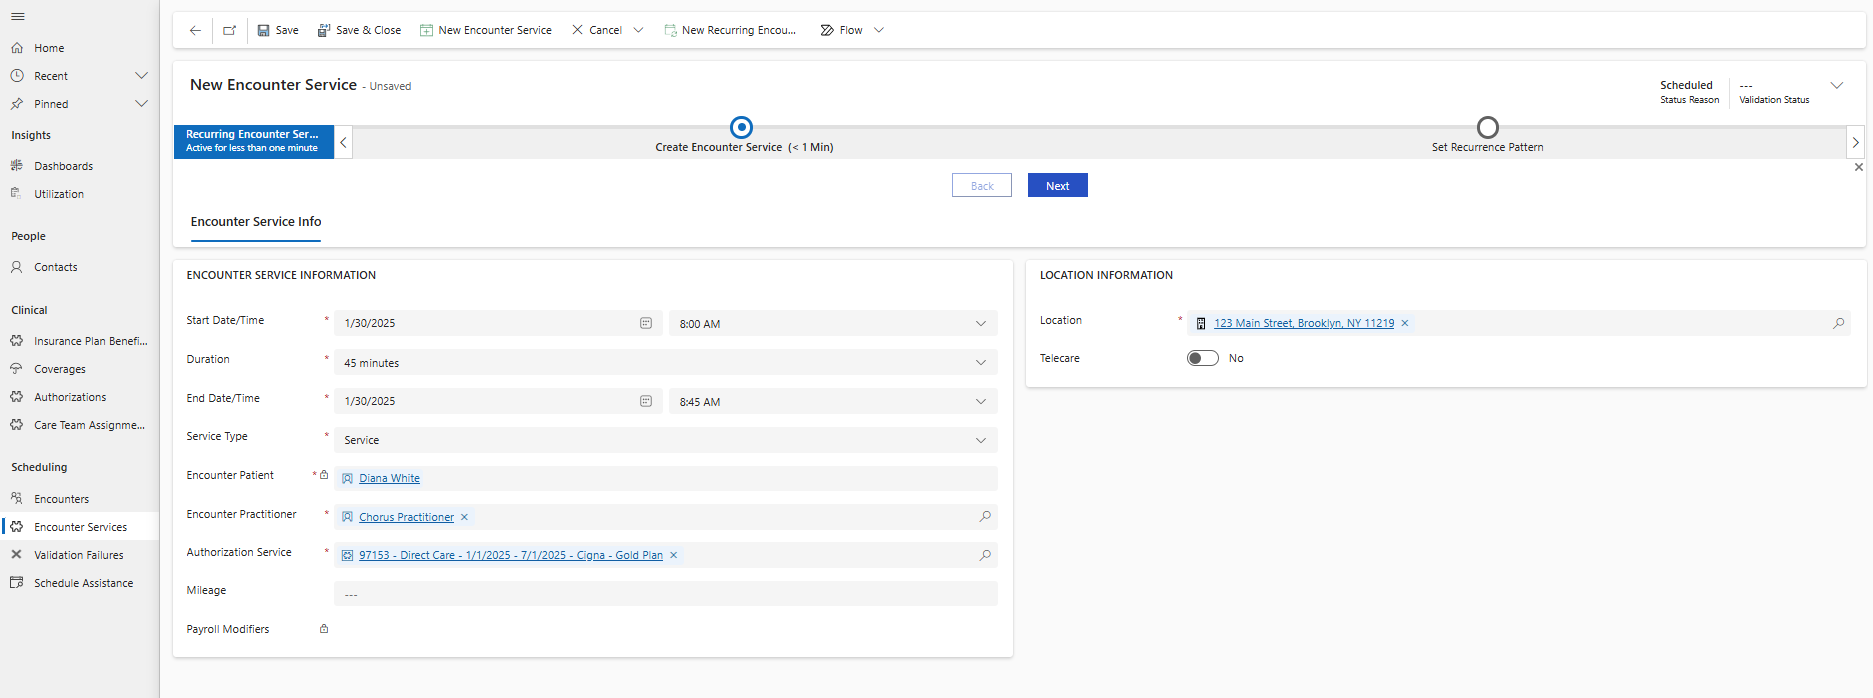 Home
Recent
Pinned
Insights
Dashboards
Utilization
People
Contacts
Clinical
Insurance Plan Benefi...
Coverages
Authorizations
Care Team Assignme...
Scheduling
Encounters
Encounter Services
Validation Failures
Schedule Assistance
Save
Save & Close
New Encounter Service
Cancel
New Recurring Encou...
Flow
New Encounter Service - Unsaved
Scheduled
Status Reason
---
Validation Status
Recurring Encounter Ser...
Active for less than one minute
Create Encounter Service (< 1 Min)
Set Recurrence Pattern
Back
Next
Encounter Service Info
ENCOUNTER SERVICE INFORMATION
Start Date/Time * 1/30/2025 8:00 AM
Duration * 45 minutes
End Date/Time * 1/30/2025 8:45 AM
Service Type * Service
Encounter Patient * Diana White
Encounter Practitioner * Chorus Practitioner
Authorization Service * 97153 - Direct Care - 1/1/2025 - 7/1/2025 - Cigna - Gold Plan
Mileage ---
Payroll Modifiers
LOCATION INFORMATION
Location * 123 Main Street, Brooklyn, NY 11219
Telecare No